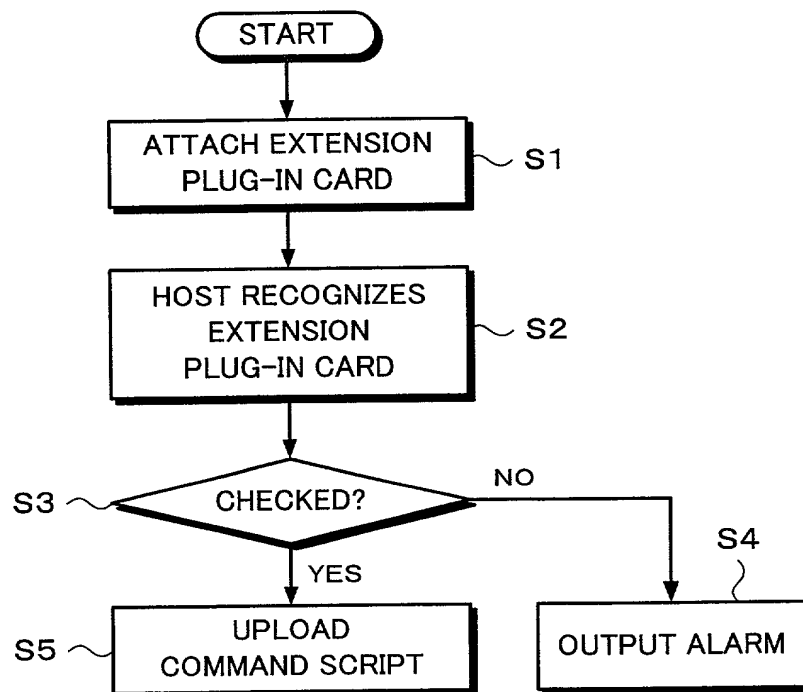 START
ATTACH EXTENSION
PLUG-IN CARD
S1
HOST RECOGNIZES
EXTENSION
PLUG-IN CARD
S2
S3
CHECKED?
NO
YES
S4
OUTPUT ALARM
S5
UPLOAD
COMMAND SCRIPT